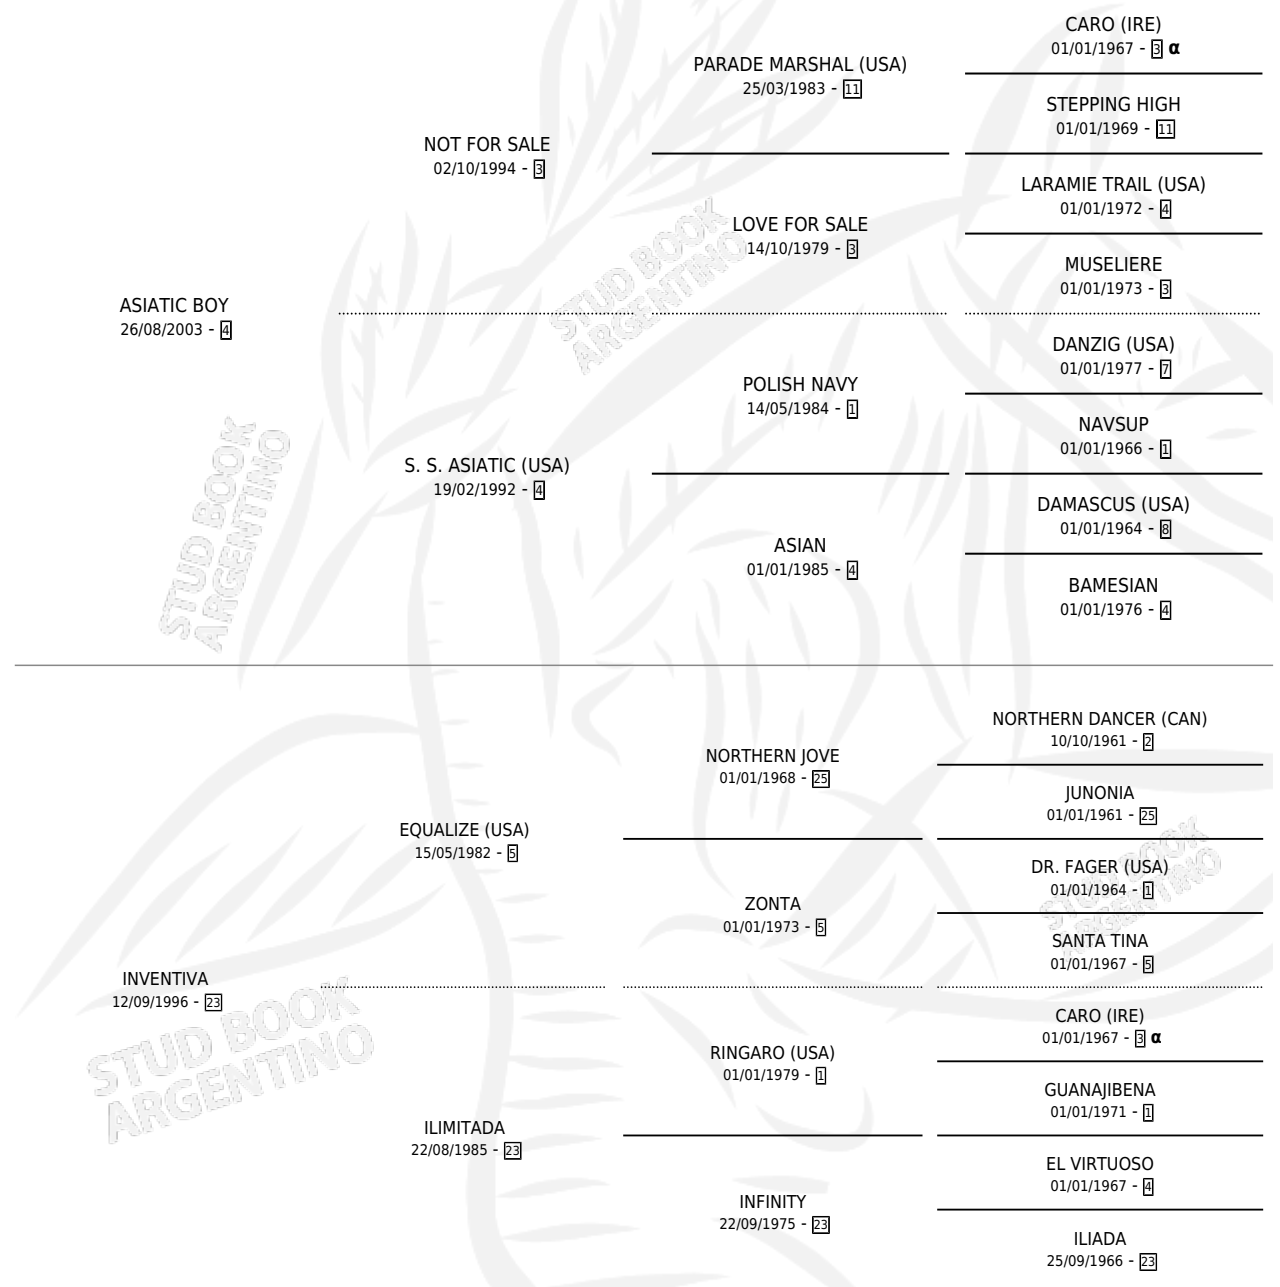 CARO (IRE)
01/01/1967 - 3 α
PARADE MARSHAL (USA)
25/03/1983 - 11
STEPPING HIGH
01/01/1969 - 11
NOT FOR SALE
02/10/1994 - 3
LARAMIE TRAIL (USA)
01/01/1972 - 4
LOVE FOR SALE
14/10/1979 - 3
MUSELIERE
01/01/1973 - 3
ASIATIC BOY
26/08/2003 - 4
STUD BOOK
ARGENTINO
DANZIG (USA)
01/01/1977 - 7
POLISH NAVY
14/05/1984 - 1
NAVSUP
01/01/1966 - 1
S. S. ASIATIC (USA)
19/02/1992 - 4
DAMASCUS (USA)
01/01/1964 - 8
ASIAN
01/01/1985 - 4
BAMESIAN
01/01/1976 - 4
STUD BOOK
ARGENTINO
NORTHERN DANCER (CAN)
10/10/1961 - 2
NORTHERN JOVE
01/01/1968 - 25
JUNONIA
01/01/1961 - 25
EQUALIZE (USA)
15/05/1982 - 5
DR. FAGER (USA)
01/01/1964 - 1
ZONTA
01/01/1973 - 5
STUD BOOK
ARGENTINO
SANTA TINA
01/01/1967 - 5
INVENTIVA
12/09/1996 - 23
STUD BOOK
ARGENTINO
CARO (IRE)
01/01/1967 - 3 α
RINGARO (USA)
01/01/1979 - 1
GUANAJIBENA
01/01/1971 - 1
ILIMITADA
22/08/1985 - 23
EL VIRTUOSO
01/01/1967 - 4
INFINITY
22/09/1975 - 23
ILIADA
25/09/1966 - 23